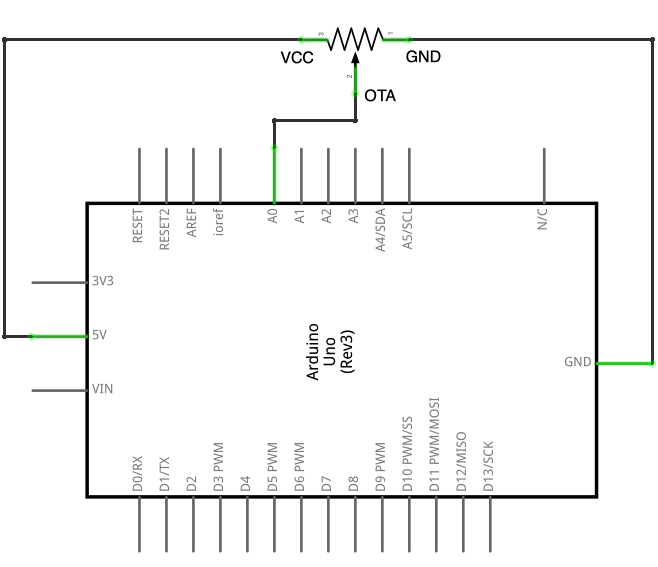 3
1
VCC
GND
2
OTA
RESET
RESET2
AREF
ioref
A0
A1
A2
A3
A4/SDA
A5/SCL
N/C
3V3
5V
VIN
Arduino
Uno
(Rev3)
GND
D0/RX
D1/TX
D2
D3 PWM
D4
D5 PWM
D6 PWM
D7
D8
D9 PWM
D10 PWM/SS
D11 PWM/MOSI
D12/MISO
D13/SCK